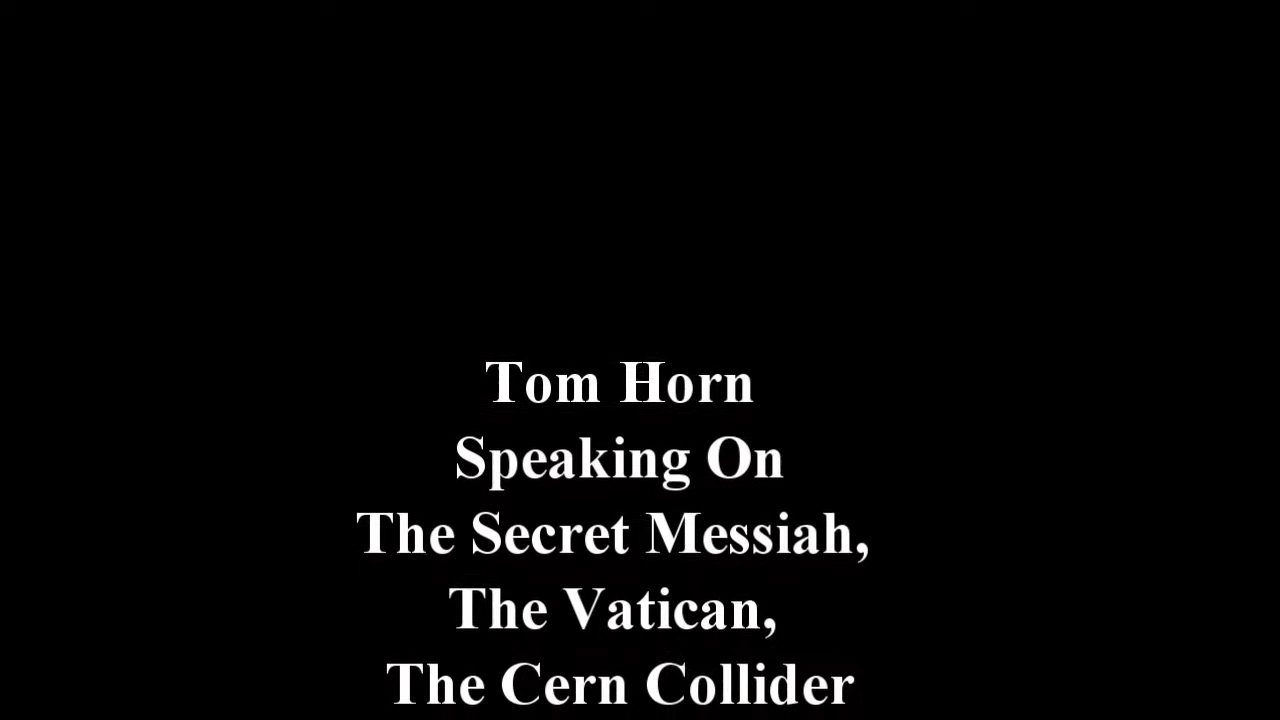 Tom Horn
Speaking On
The Secret Messiah,
The Vatican,
The Cern Collider